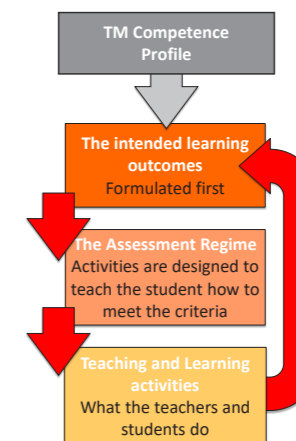 TM Competence
Profile
The intended learning
outcomes
Formulated first
The Assessment Regime
Activities are designed to
teach the student how to
meet the criteria
Teaching and Learning
activities
What the teachers and
students do